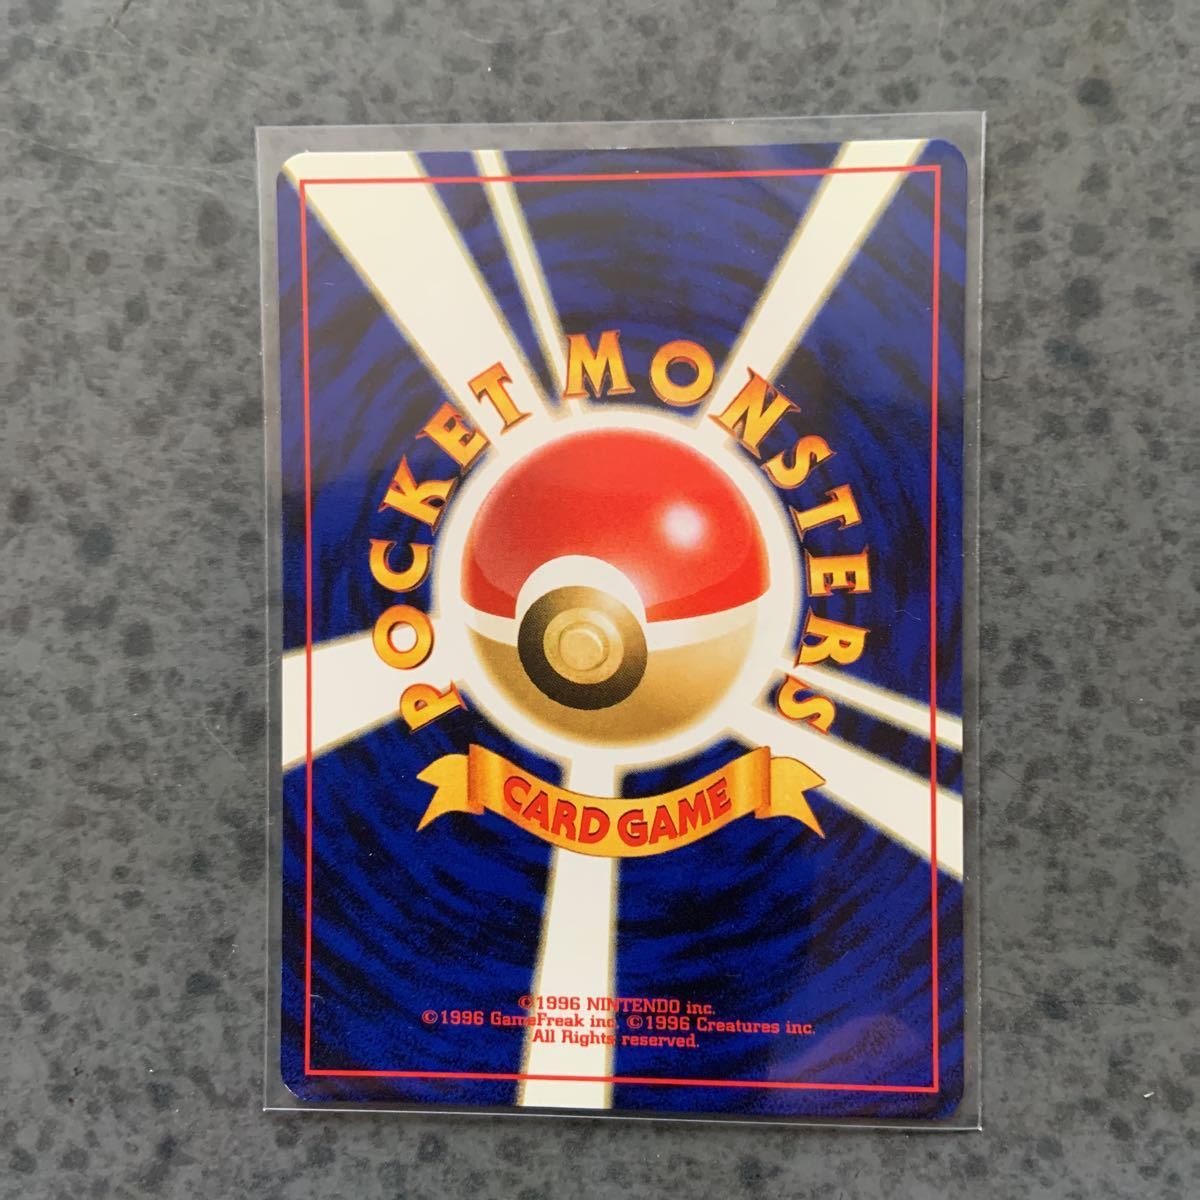 POCKET MONSTERS
CARD GAME
©1996 NINTENDO inc.
©1996 GameFreak inc. ©1996 Creatures inc.
All Rights reserved.